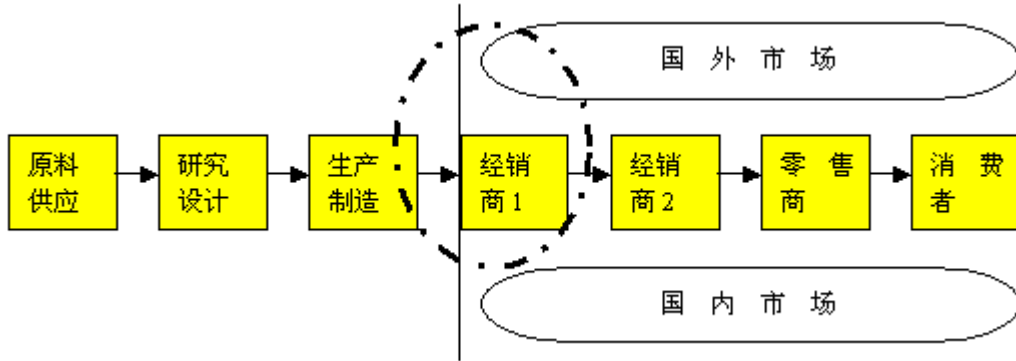 国 外 市 场
原料
供应
研究
设计
生产
制造
经销
商 1
经销
商 2
零 售
商
消 费
者
国 内 市 场